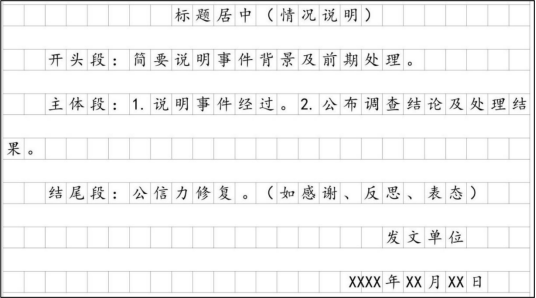 标题居中（情况说明）
开头段：简要说明事件背景及前期处理。
主体段：1.说明事件经过。2.公布调查结论及处理结
果。
结尾段：公信力修复。（如感谢、反思、表态）
发文单位
XXXX年XX月XX日